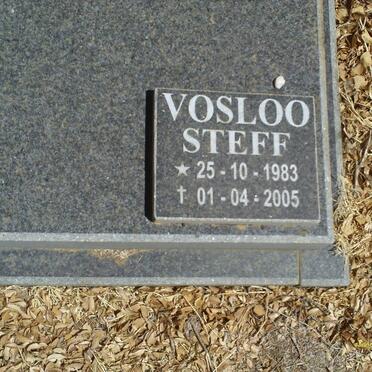 VOSLOO
STEFF
★ 25 - 10 - 1983
✝ 01 - 04 - 2005